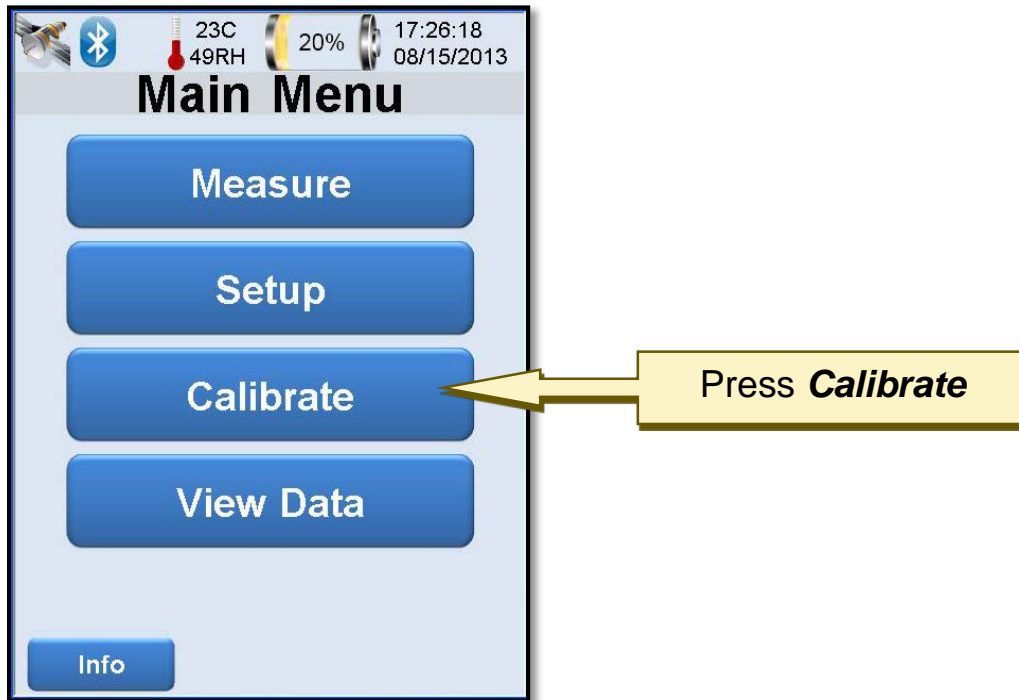 23C
49RH
20%
17:26:18
08/15/2013
Main Menu
Measure
Setup
Calibrate
Press Calibrate
View Data
Info